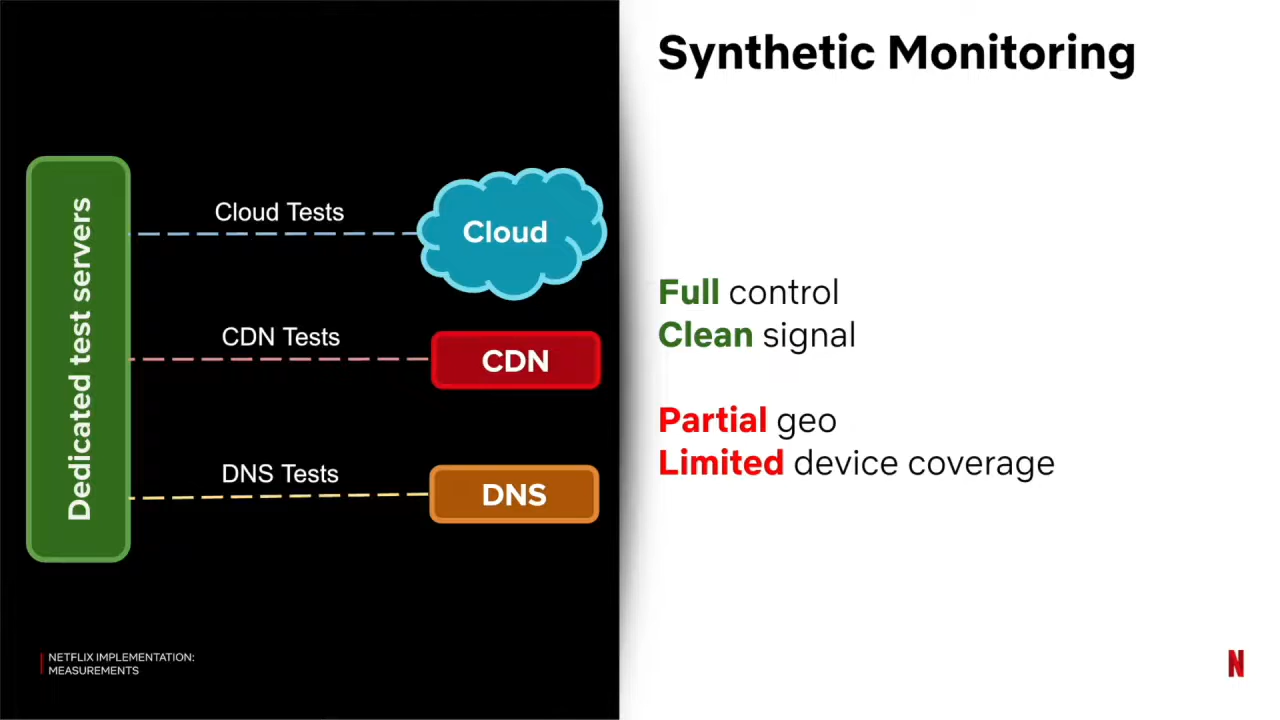 Synthetic Monitoring
Dedicated test servers
Cloud Tests
Cloud
CDN Tests
CDN
DNS Tests
DNS
Full control
Clean signal
Partial geo
Limited device coverage
NETFLIX IMPLEMENTATION:
MEASUREMENTS
N